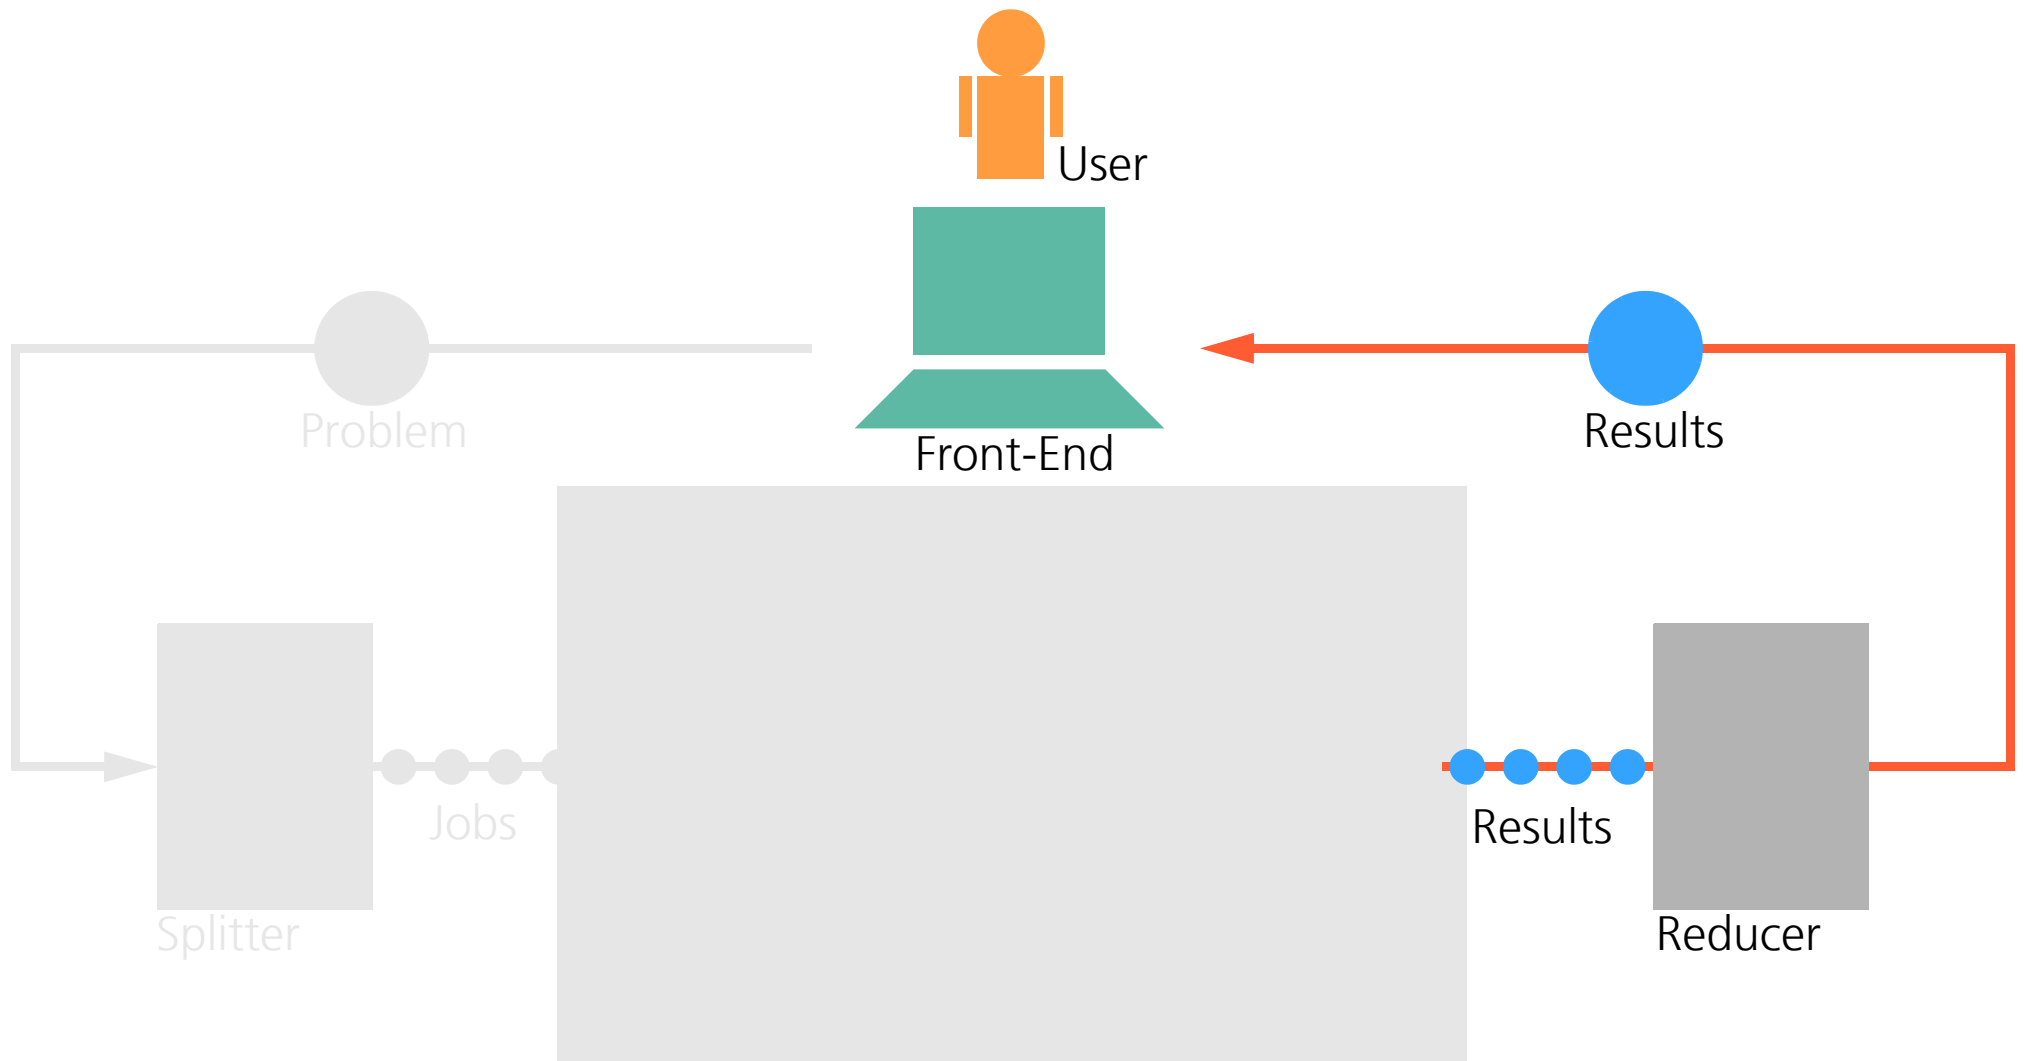 User
Problem
Front-End
Results
Jobs
Results
Splitter
Reducer